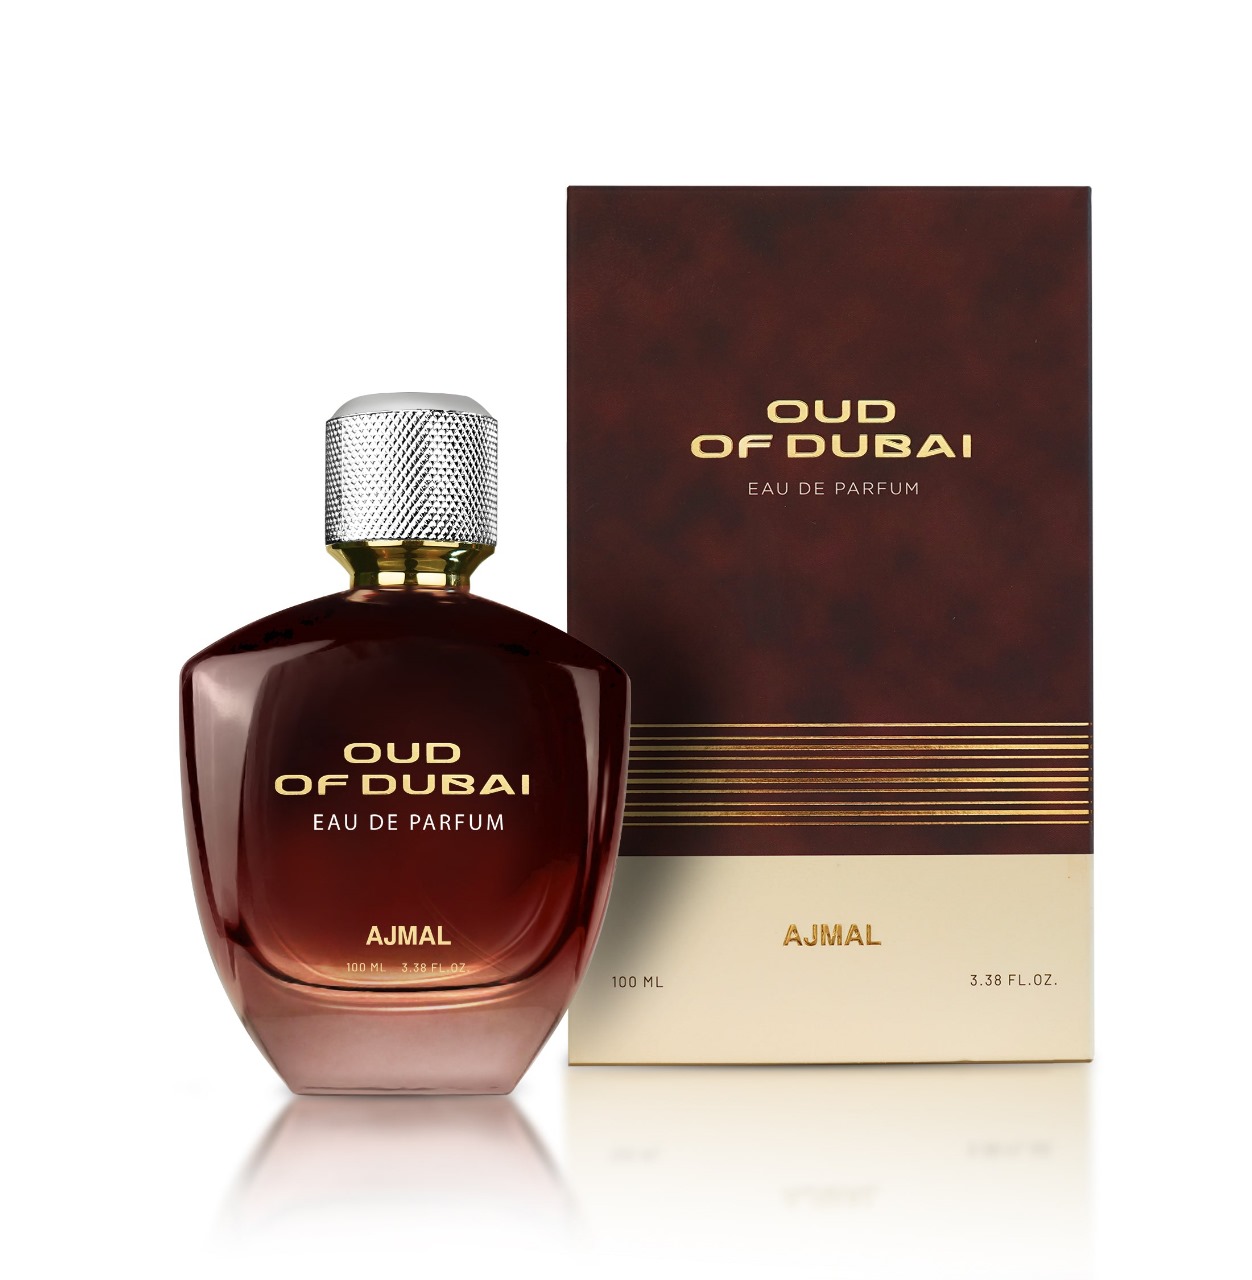 OUD
OF DUBAI
EAU DE PARFUM
AJMAL
100 ML 3.38 FL.OZ.
OUD
OF DUBAI
EAU DE PARFUM
AJMAL
100 ML 3.38 FL.OZ.